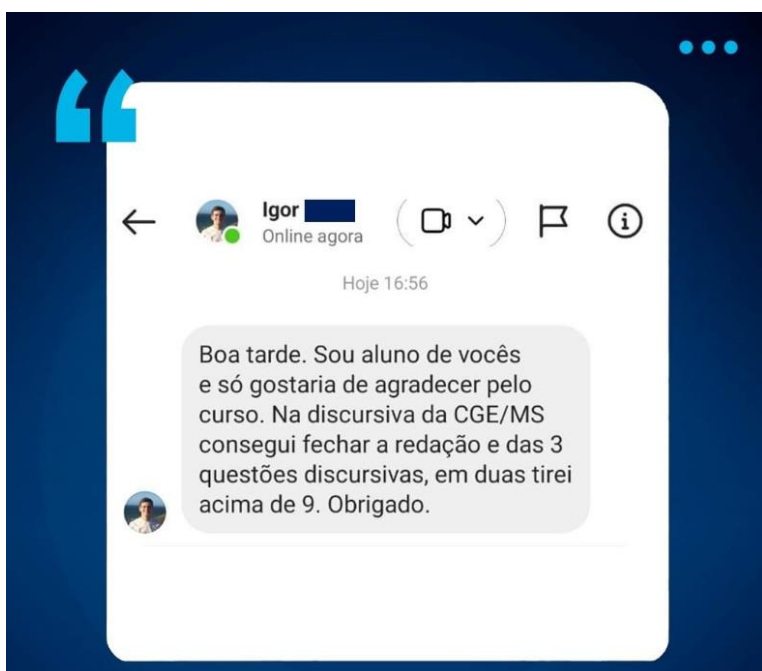 Igor
Online agora
Hoje 16:56
Boa tarde. Sou aluno de vocês
e só gostaria de agradecer pelo
curso. Na discursiva da CGE/MS
consegui fechar a redação e das 3
questões discursivas, em duas tirei
acima de 9. Obrigado.